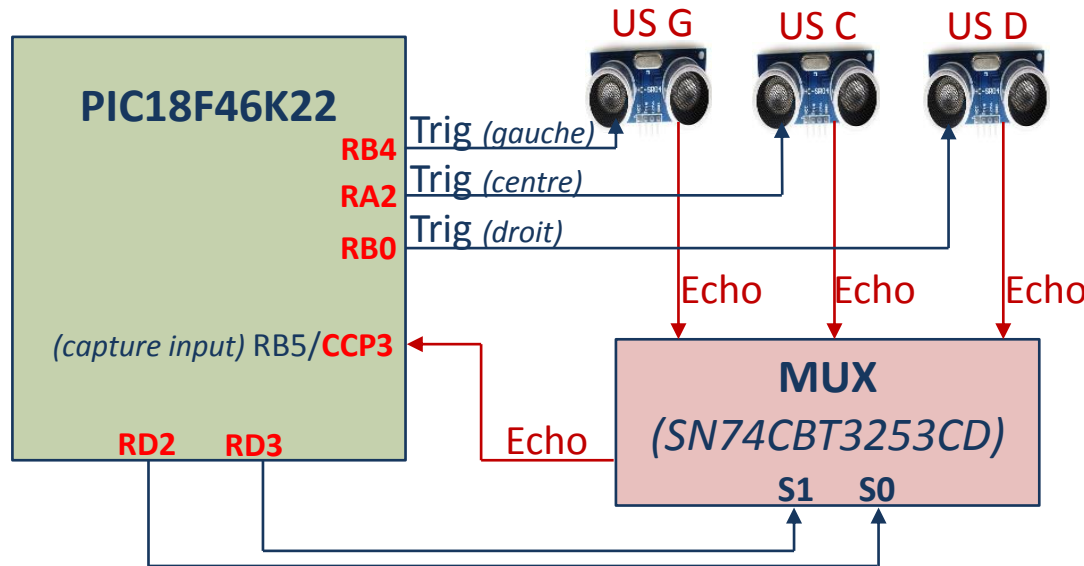 US G
US C
US D
PIC18F46K22
RB4
Trig (gauche)
RA2
Trig (centre)
RB0
Trig (droit)
Echo
Echo
Echo
(capture input) RB5/CCP3
MUX
(SN74CBT3253CD)
Echo
RD2
RD3
S1
S0